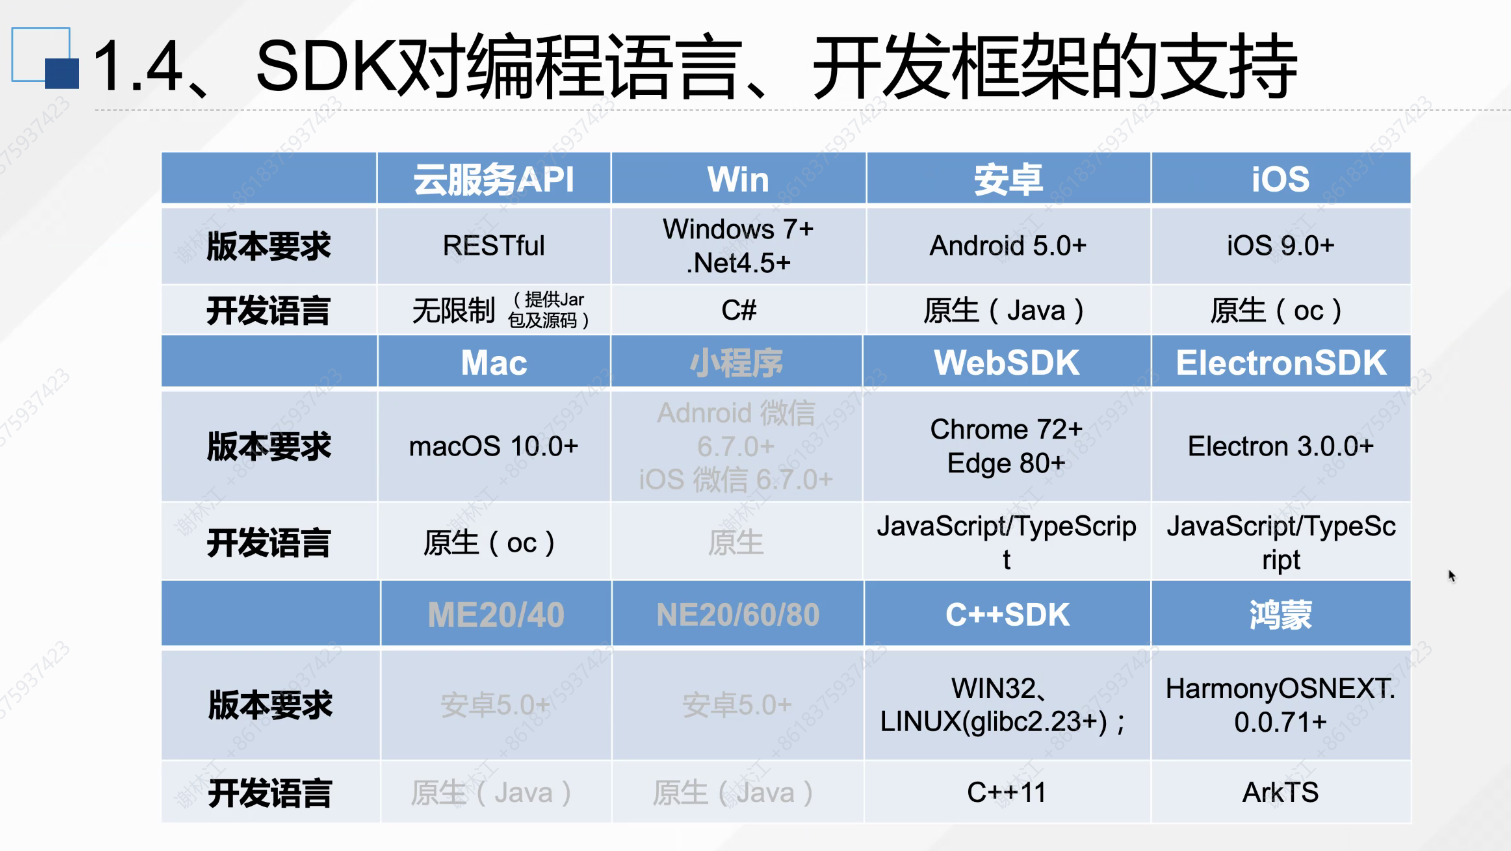 1.4、SDK对编程语言、开发框架的支持
云服务API Win 安卓 iOS
版本要求 RESTful Windows 7+ Android 5.0+ iOS 9.0+
.Net4.5+
开发语言 无限制（提供Jar C# 原生（Java） 原生（oc）
包及源码）
Mac 小程序 WebSDK ElectronSDK
版本要求 macOS 10.0+ Adnroid 微信 Chrome 72+ Electron 3.0.0+
6.7.0+ Edge 80+
iOS 微信 6.7.0+
开发语言 原生（oc） 原生 JavaScript/TypeScrip JavaScript/TypeSc
t ript
ME20/40 NE20/60/80 C++SDK 鸿蒙
版本要求 安卓5.0+ 安卓5.0+ WIN32、 HarmonyOSNEXT.
LINUX(glibc2.23+)； 0.0.71+
开发语言 原生（Java） 原生（Java） C++11 ArkTS
谢林江 +8618375937423